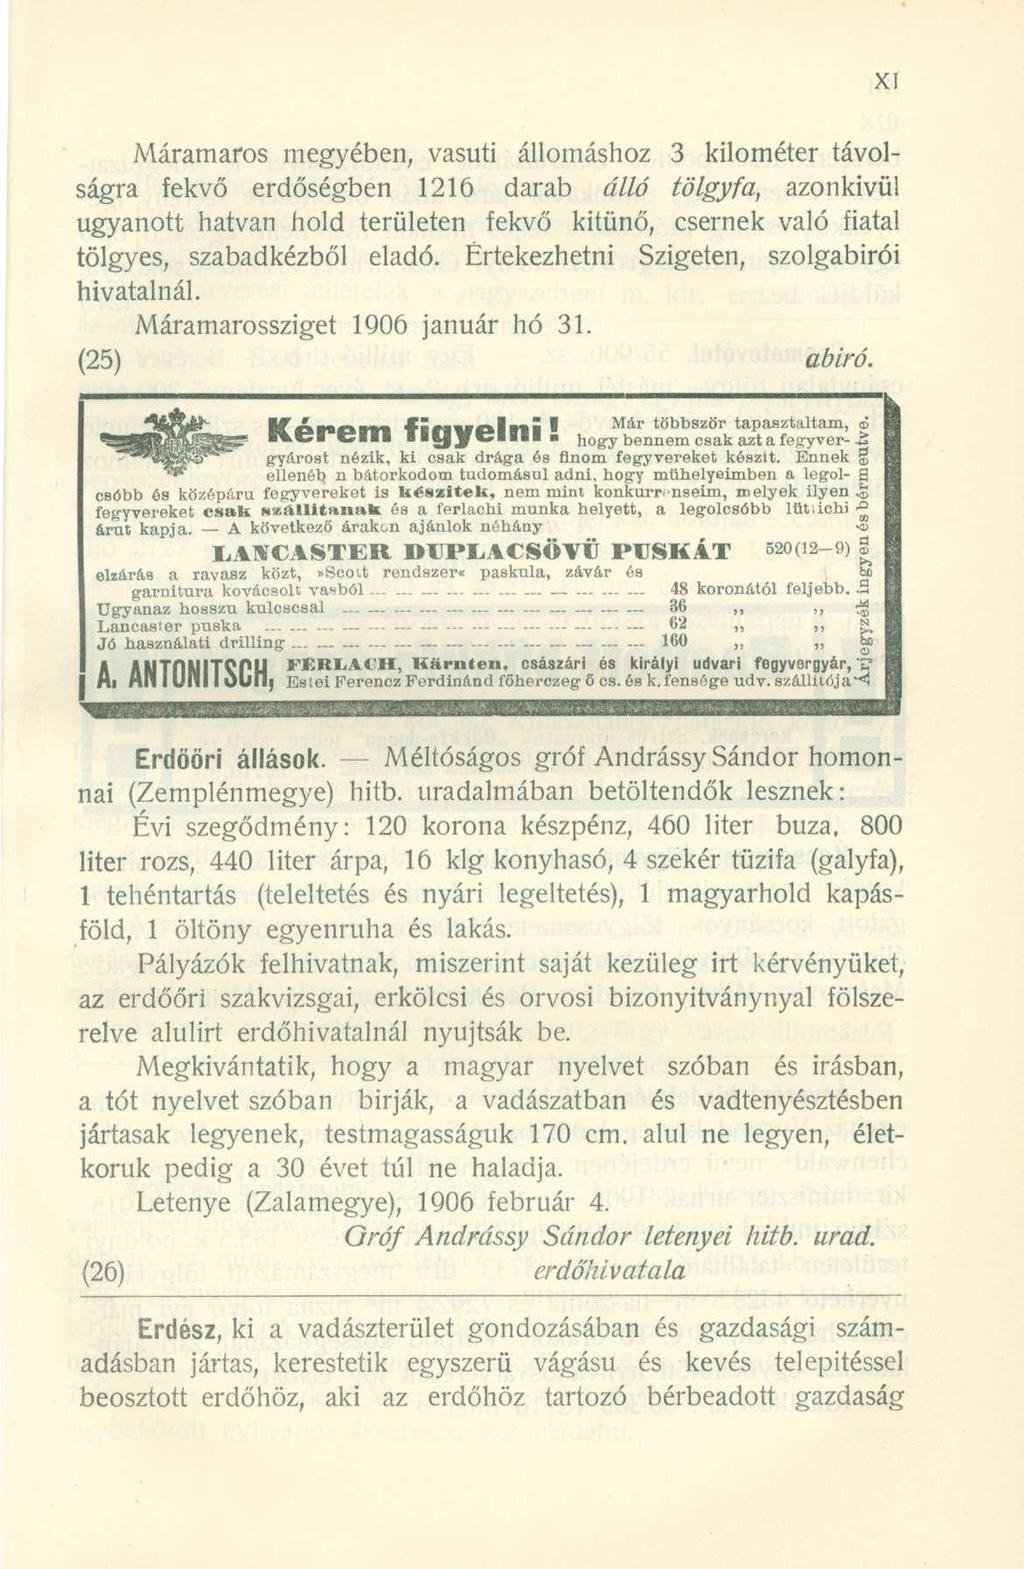 XI
Máramaros megyében, vasuti állomáshoz 3 kilométer távol-
ságra fekvő erdőségben 1216 darab álló tölgyfa, azonkivül
ugyanott hatvan hold területen fekvő kitünő, csernek való fiatal
tölgyes, szabadkézből eladó. Értekezhetni Szigeten, szolgabirói
hivatalnál.
Máramarossziget 1906 január hó 31.
(25) abiró.
Kérem figyelni! Már többször tapasztaltam,
hogy bennem csak azt a fegyver-
gyárost nézik, ki csak drága és finom fegyvereket készít. Ennek
ellenéb n bátorkodom tudomásul adni, hogy műhelyeimben a legol-
csóbb és középáru fegyvereket is készitek, nem mint konkurr nseim, melyek ilyen
fegyvereket csak szállitanak és a ferlachi munka helyett, a legolcsóbb lüttichi
árut kapja. — A következő árakon ajánlok néhány
LANCASTER DUPLACSÖVÜ PUSKÁT 520 (12—9)
elzárás a ravasz közt, »Scott rendszer« paskula, závár és
garnitura kovácsolt vasból 48 koronától feljebb.
Ugyanaz hosszu kulcscsal 36 „ „
Lancaster puska 62 „ „
Jó használati drilling 160 „ „
A. ANTONITSCH, FERLACH, Kärnten, császári és királyi udvari fegyvergyár,
Estei Ferencz Ferdinánd főherczeg ő cs. és k. fensége udv. szállitója
Árjegyzék ingyen és bérmentve.
Erdőőri állások. — Méltóságos gróf Andrássy Sándor homon-
nai (Zemplénmegye) hitb. uradalmában betöltendők lesznek:
Évi szegődmény: 120 korona készpénz, 460 liter buza, 800
liter rozs, 440 liter árpa, 16 klg konyhasó, 4 szekér tüzifa (galyfa),
1 tehéntartás (teleltetés és nyári legeltetés), 1 magyarhold kapás-
föld, 1 öltöny egyenruha és lakás.
Pályázók felhivatnak, miszerint saját kezüleg irt kérvényüket,
az erdőőri szakvizsgai, erkölcsi és orvosi bizonyitványnyal fölsze-
relve alulirt erdőhivatalnál nyujtsák be.
Megkivántatik, hogy a magyar nyelvet szóban és irásban,
a tót nyelvet szóban birják, a vadászatban és vadtenyésztésben
jártasak legyenek, testmagasságuk 170 cm. alul ne legyen, élet-
koruk pedig a 30 évet túl ne haladja.
Letenye (Zalamegye), 1906 február 4.
Gróf Andrássy Sándor letenyei hitb. urad.
(26) erdőhivatala
Erdész, ki a vadászterület gondozásában és gazdasági szám-
adásban jártas, kerestetik egyszerü vágásu és kevés telepitéssel
beosztott erdőhöz, aki az erdőhöz tartozó bérbeadott gazdaság